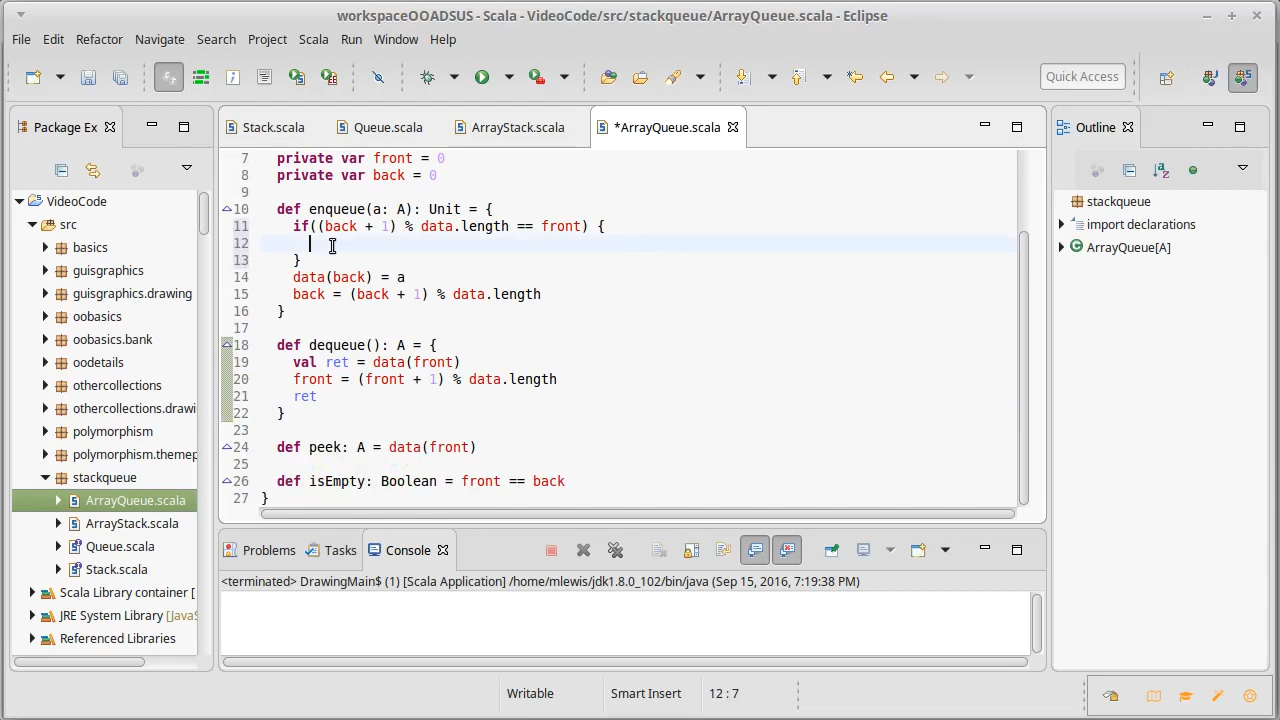 workspaceOOADSUS - Scala - VideoCode/src/stackqueue/ArrayQueue.scala - Eclipse
File Edit Refactor Navigate Search Project Scala Run Window Help
Quick Access
Package Ex
Stack.scala Queue.scala ArrayStack.scala *ArrayQueue.scala
Outline
VideoCode
src
basics
guisgraphics
guisgraphics.drawing
oobasics
oobasics.bank
oodetails
othercollections
othercollections.drawi
polymorphism
polymorphism.themep
stackqueue
ArrayQueue.scala
ArrayStack.scala
Queue.scala
Stack.scala
Scala Library container [
JRE System Library [JavaS
Referenced Libraries
7 private var front = 0
8 private var back = 0
9
10 def enqueue(a: A): Unit = {
11 if((back + 1) % data.length == front) {
12
13 }
14 data(back) = a
15 back = (back + 1) % data.length
16 }
17
18 def dequeue(): A = {
19 val ret = data(front)
20 front = (front + 1) % data.length
21 ret
22 }
23
24 def peek: A = data(front)
25
26 def isEmpty: Boolean = front == back
27 }
stackqueue
import declarations
ArrayQueue[A]
Problems Tasks Console
<terminated> DrawingMain$ (1) [Scala Application] /home/mlewis/jdk1.8.0_102/bin/java (Sep 15, 2016, 7:19:38 PM)
Writable Smart Insert 12 : 7